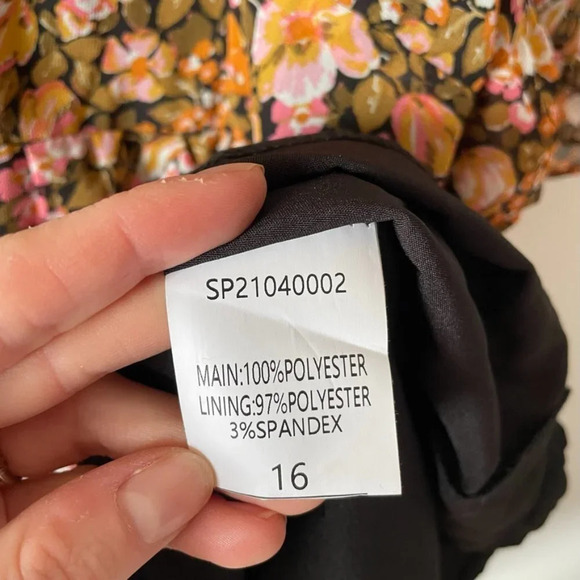 SP21040002
MAIN:100%POLYESTER
LINING:97%POLYESTER
3%SPANDEX
16